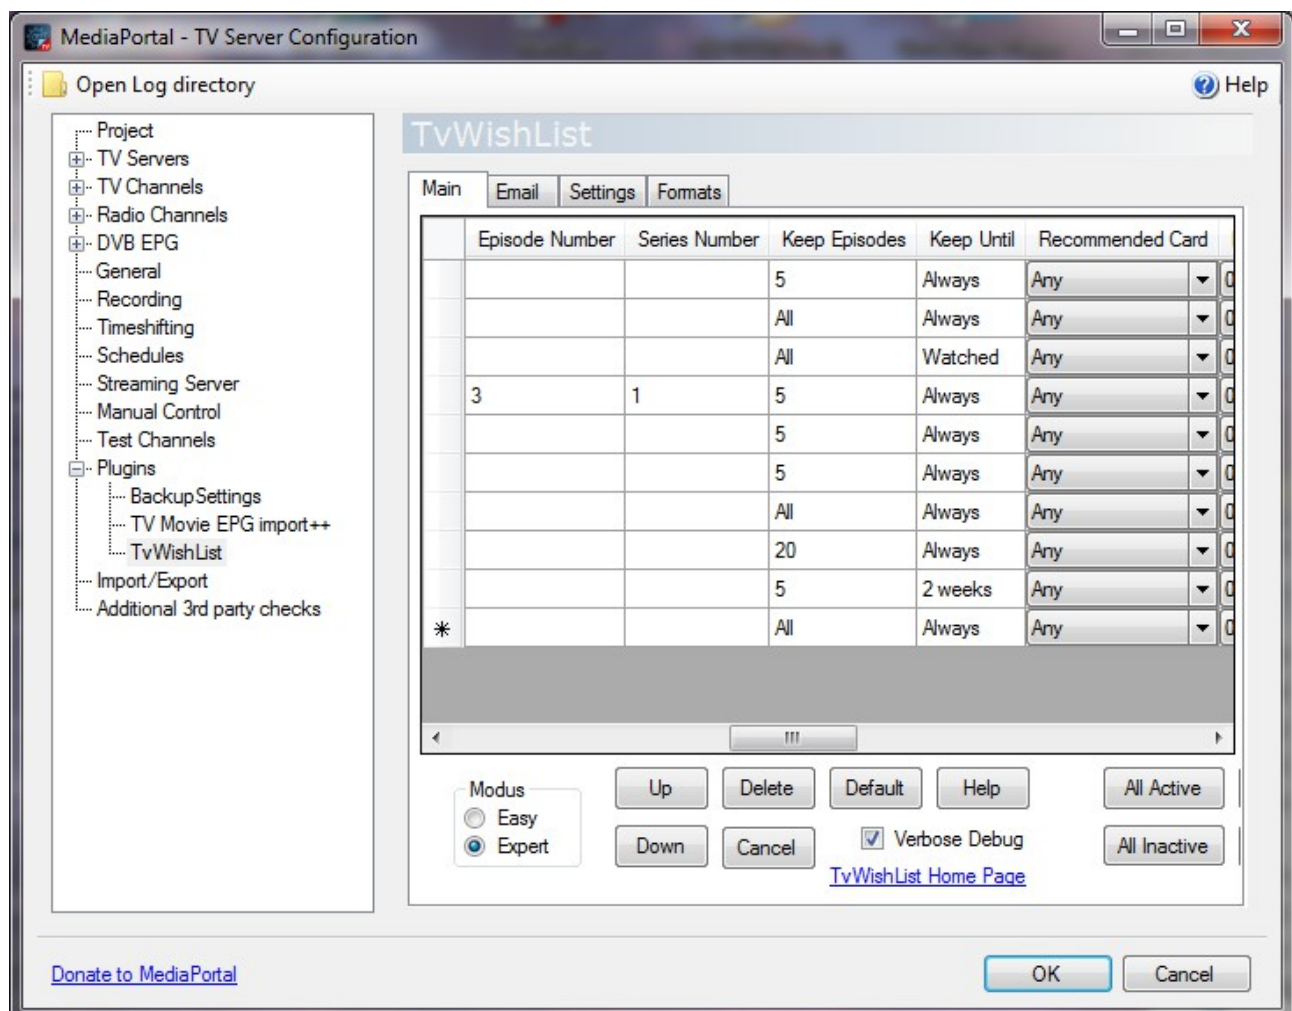 MediaPortal - TV Server Configuration
Open Log directory
Help
Project
TV Servers
TV Channels
Radio Channels
DVB EPG
General
Recording
Timeshifting
Schedules
Streaming Server
Manual Control
Test Channels
Plugins
BackupSettings
TV Movie EPG import++
TvWishList
Import/Export
Additional 3rd party checks
TvWishList
Main Email Settings Formats
Episode Number Series Number Keep Episodes Keep Until Recommended Card
5 Always Any
All Always Any
All Watched Any
3 1 5 Always Any
5 Always Any
5 Always Any
All Always Any
20 Always Any
5 2 weeks Any
All Always Any
Modus
Easy
Expert
Up Delete Default Help All Active
Down Cancel Verbose Debug All Inactive
TvWishList Home Page
Donate to MediaPortal
OK Cancel